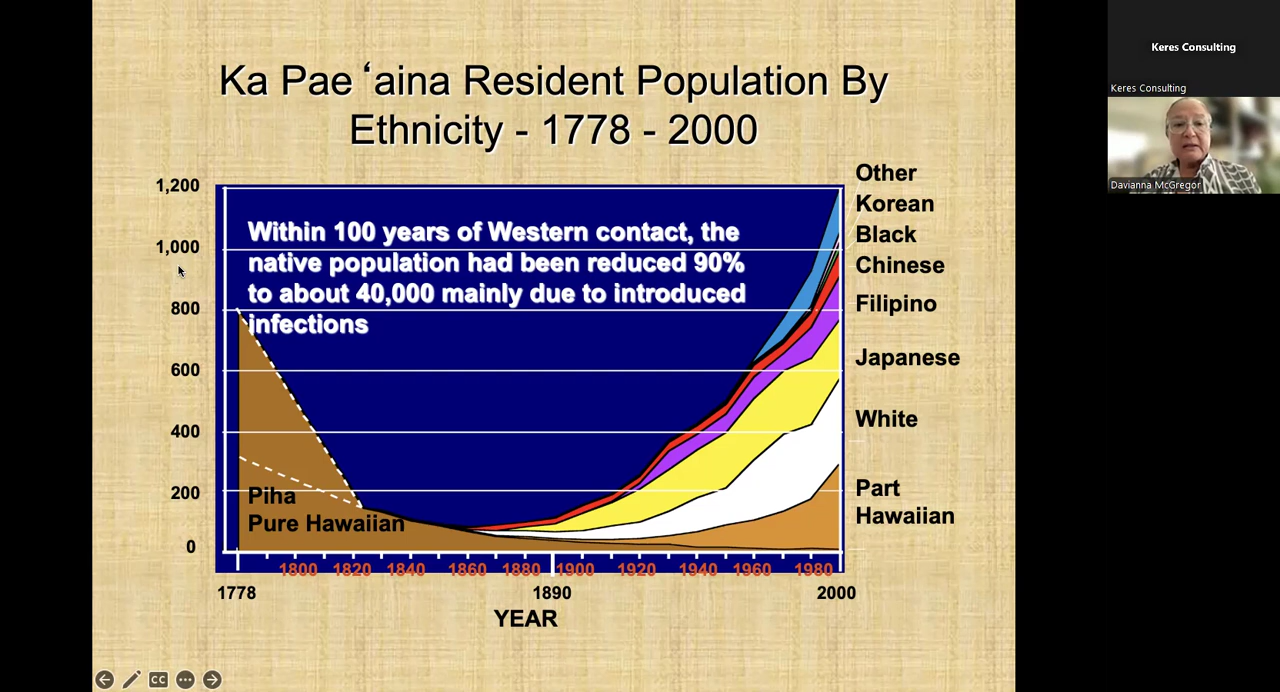 Ka Pae ʻaina Resident Population By
Ethnicity - 1778 - 2000
1,200
1,000
800
600
400
200
0
Within 100 years of Western contact, the
native population had been reduced 90%
to about 40,000 mainly due to introduced
infections
Piha
Pure Hawaiian
Other
Korean
Black
Chinese
Filipino
Japanese
White
Part
Hawaiian
1800 1820 1840 1860 1880 1900 1920 1940 1960 1980
1778 1890 2000
YEAR
CC
Keres Consulting
Keres Consulting
Davianna McGregor